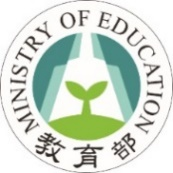 MINISTRY OF EDUCATION
教育部